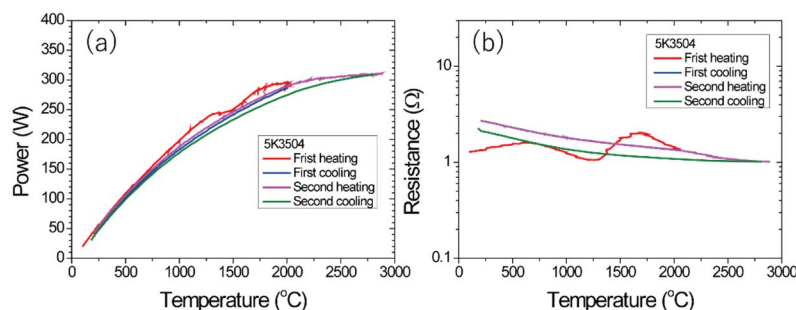 (a)
400
350
300
250
200
150
100
50
0
Power (W)
5K3504
Frist heating
First cooling
Second heating
Second cooling
0 500 1000 1500 2000 2500 3000
Temperature (°C)
(b)
10
1
0.1
Resistance (Ω)
5K3504
Frist heating
First cooling
Second heating
Second cooling
0 500 1000 1500 2000 2500 3000
Temperature (°C)